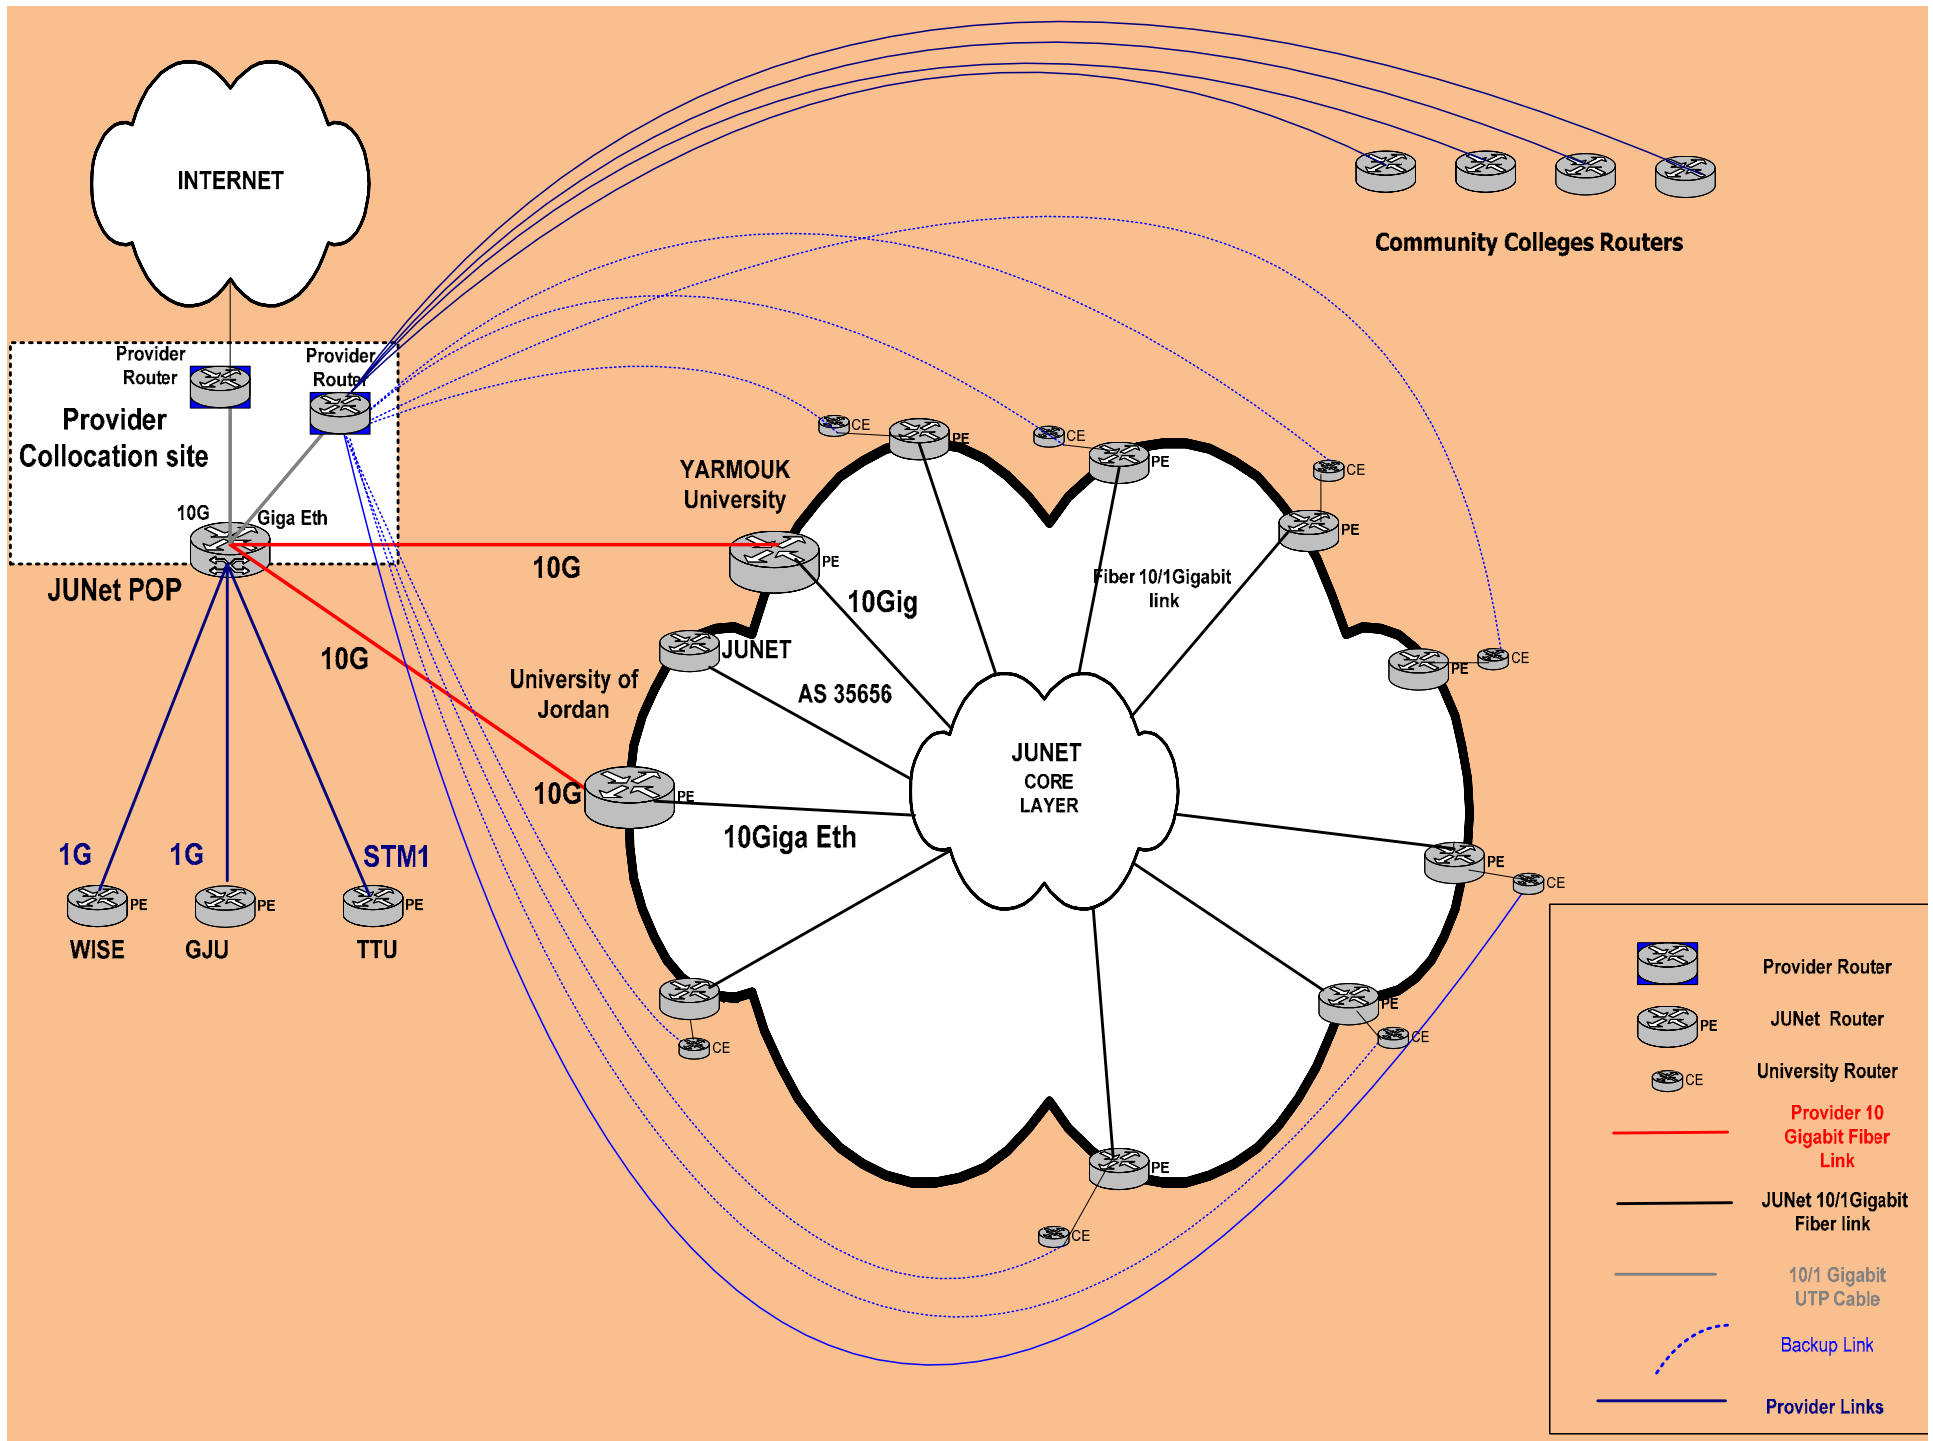 INTERNET
Provider
Router
Provider
Router
Provider
Collocation site
10G
Giga Eth
JUNet POP
Community Colleges Routers
CE
PE
CE
PE
CE
PE
YARMOUK
University
PE
10G
10Gig
Fiber 10/1Gigabit
link
JUNET
AS 35656
10G
University of
Jordan
PE
CE
JUNET
CORE
LAYER
10G
PE
10Giga Eth
1G
1G
STM1
PE
PE
PE
WISE
GJU
TTU
PE
CE
PE
CE
CE
PE
CE
Provider Router
PE
JUNet Router
CE
University Router
Provider 10
Gigabit Fiber
Link
JUNet 10/1Gigabit
Fiber link
10/1 Gigabit
UTP Cable
Backup Link
Provider Links